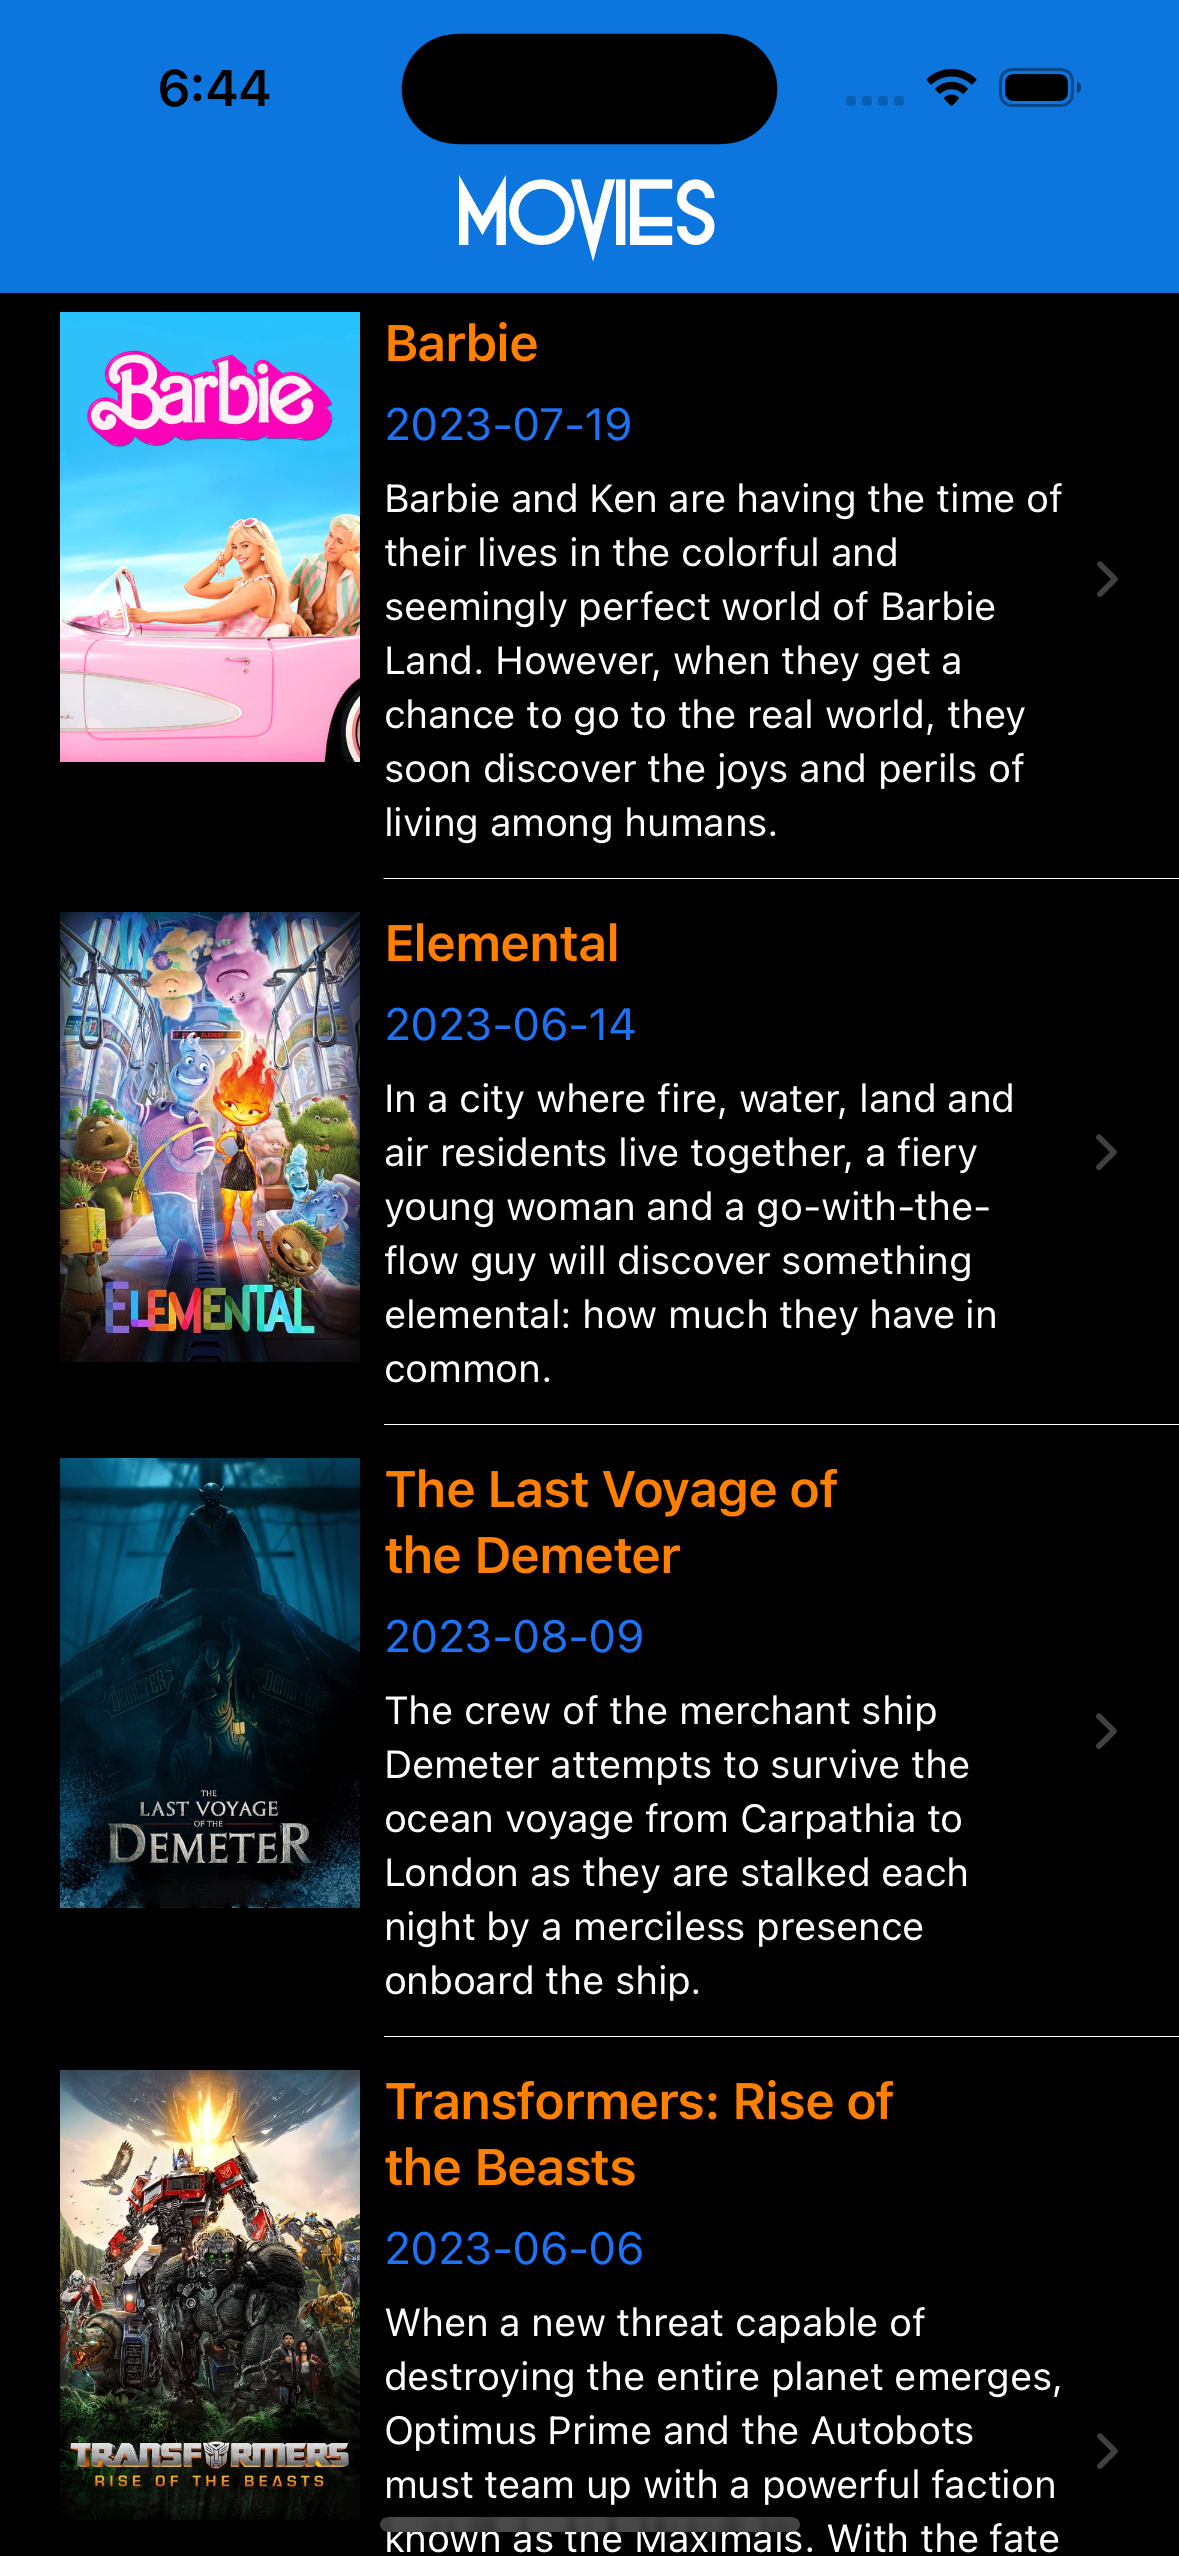 6:44
MOVIES
Barbie
Barbie
2023-07-19
Barbie and Ken are having the time of
their lives in the colorful and
seemingly perfect world of Barbie
Land. However, when they get a
chance to go to the real world, they
soon discover the joys and perils of
living among humans.
ELEMENTAL
Elemental
2023-06-14
In a city where fire, water, land and
air residents live together, a fiery
young woman and a go-with-the-
flow guy will discover something
elemental: how much they have in
common.
DEMETER
DEMETER
THE
LAST VOYAGE
OF THE
DEMETER
The Last Voyage of
the Demeter
2023-08-09
The crew of the merchant ship
Demeter attempts to survive the
ocean voyage from Carpathia to
London as they are stalked each
night by a merciless presence
onboard the ship.
TRANSFORMERS
RISE OF THE BEASTS
Transformers: Rise of
the Beasts
2023-06-06
When a new threat capable of
destroying the entire planet emerges,
Optimus Prime and the Autobots
must team up with a powerful faction
known as the Maximals. With the fate